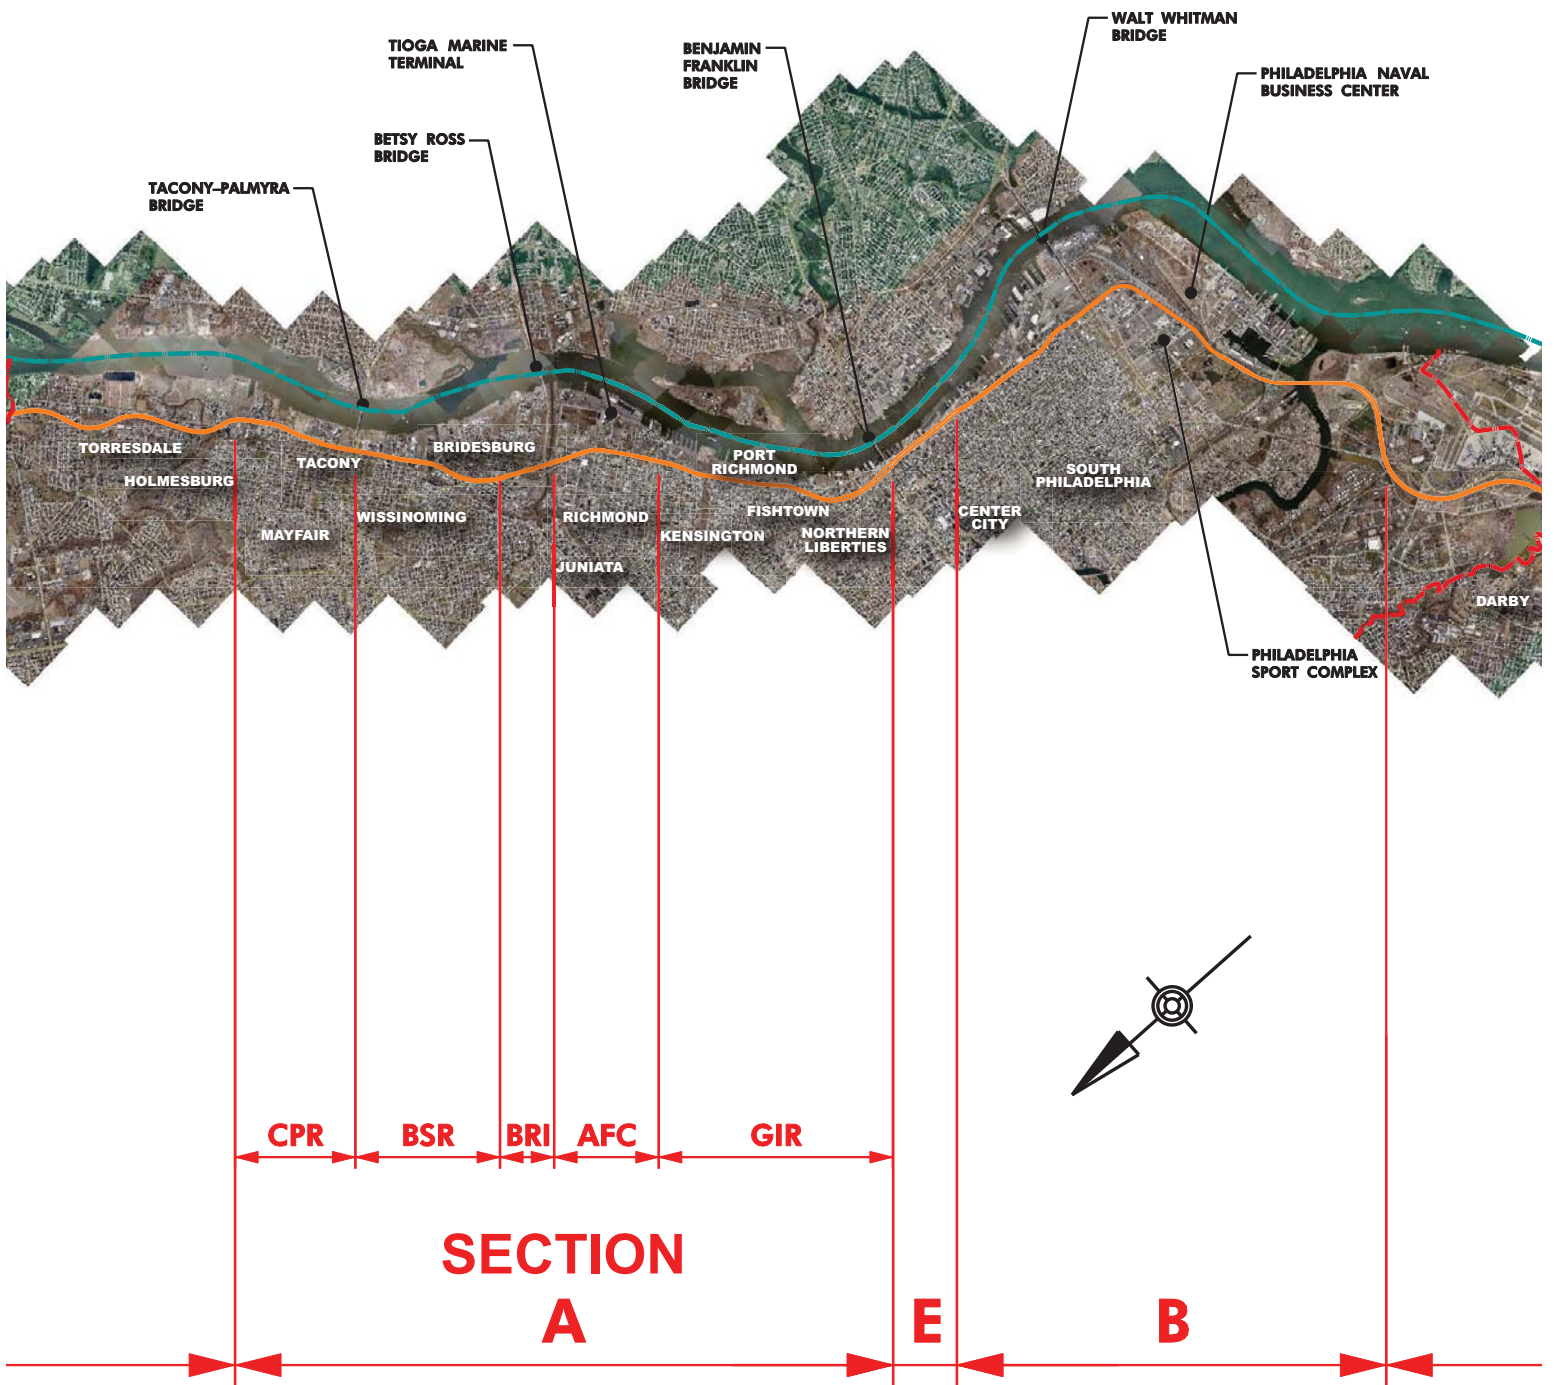 WALT WHITMAN
BRIDGE
TIOGA MARINE
TERMINAL
BENJAMIN
FRANKLIN
BRIDGE
PHILADELPHIA NAVAL
BUSINESS CENTER
BETSY ROSS
BRIDGE
TACONY–PALMYRA
BRIDGE
TORRESDALE
HOLMESBURG
TACONY
BRIDESBURG
PORT
RICHMOND
SOUTH
PHILADELPHIA
MAYFAIR
WISSINOMING
RICHMOND
JUNIATA
KENSINGTON
FISHTOWN
NORTHERN
LIBERTIES
CENTER
CITY
DARBY
PHILADELPHIA
SPORT COMPLEX
CPR
BSR
BRI
AFC
GIR
SECTION
A
E
B